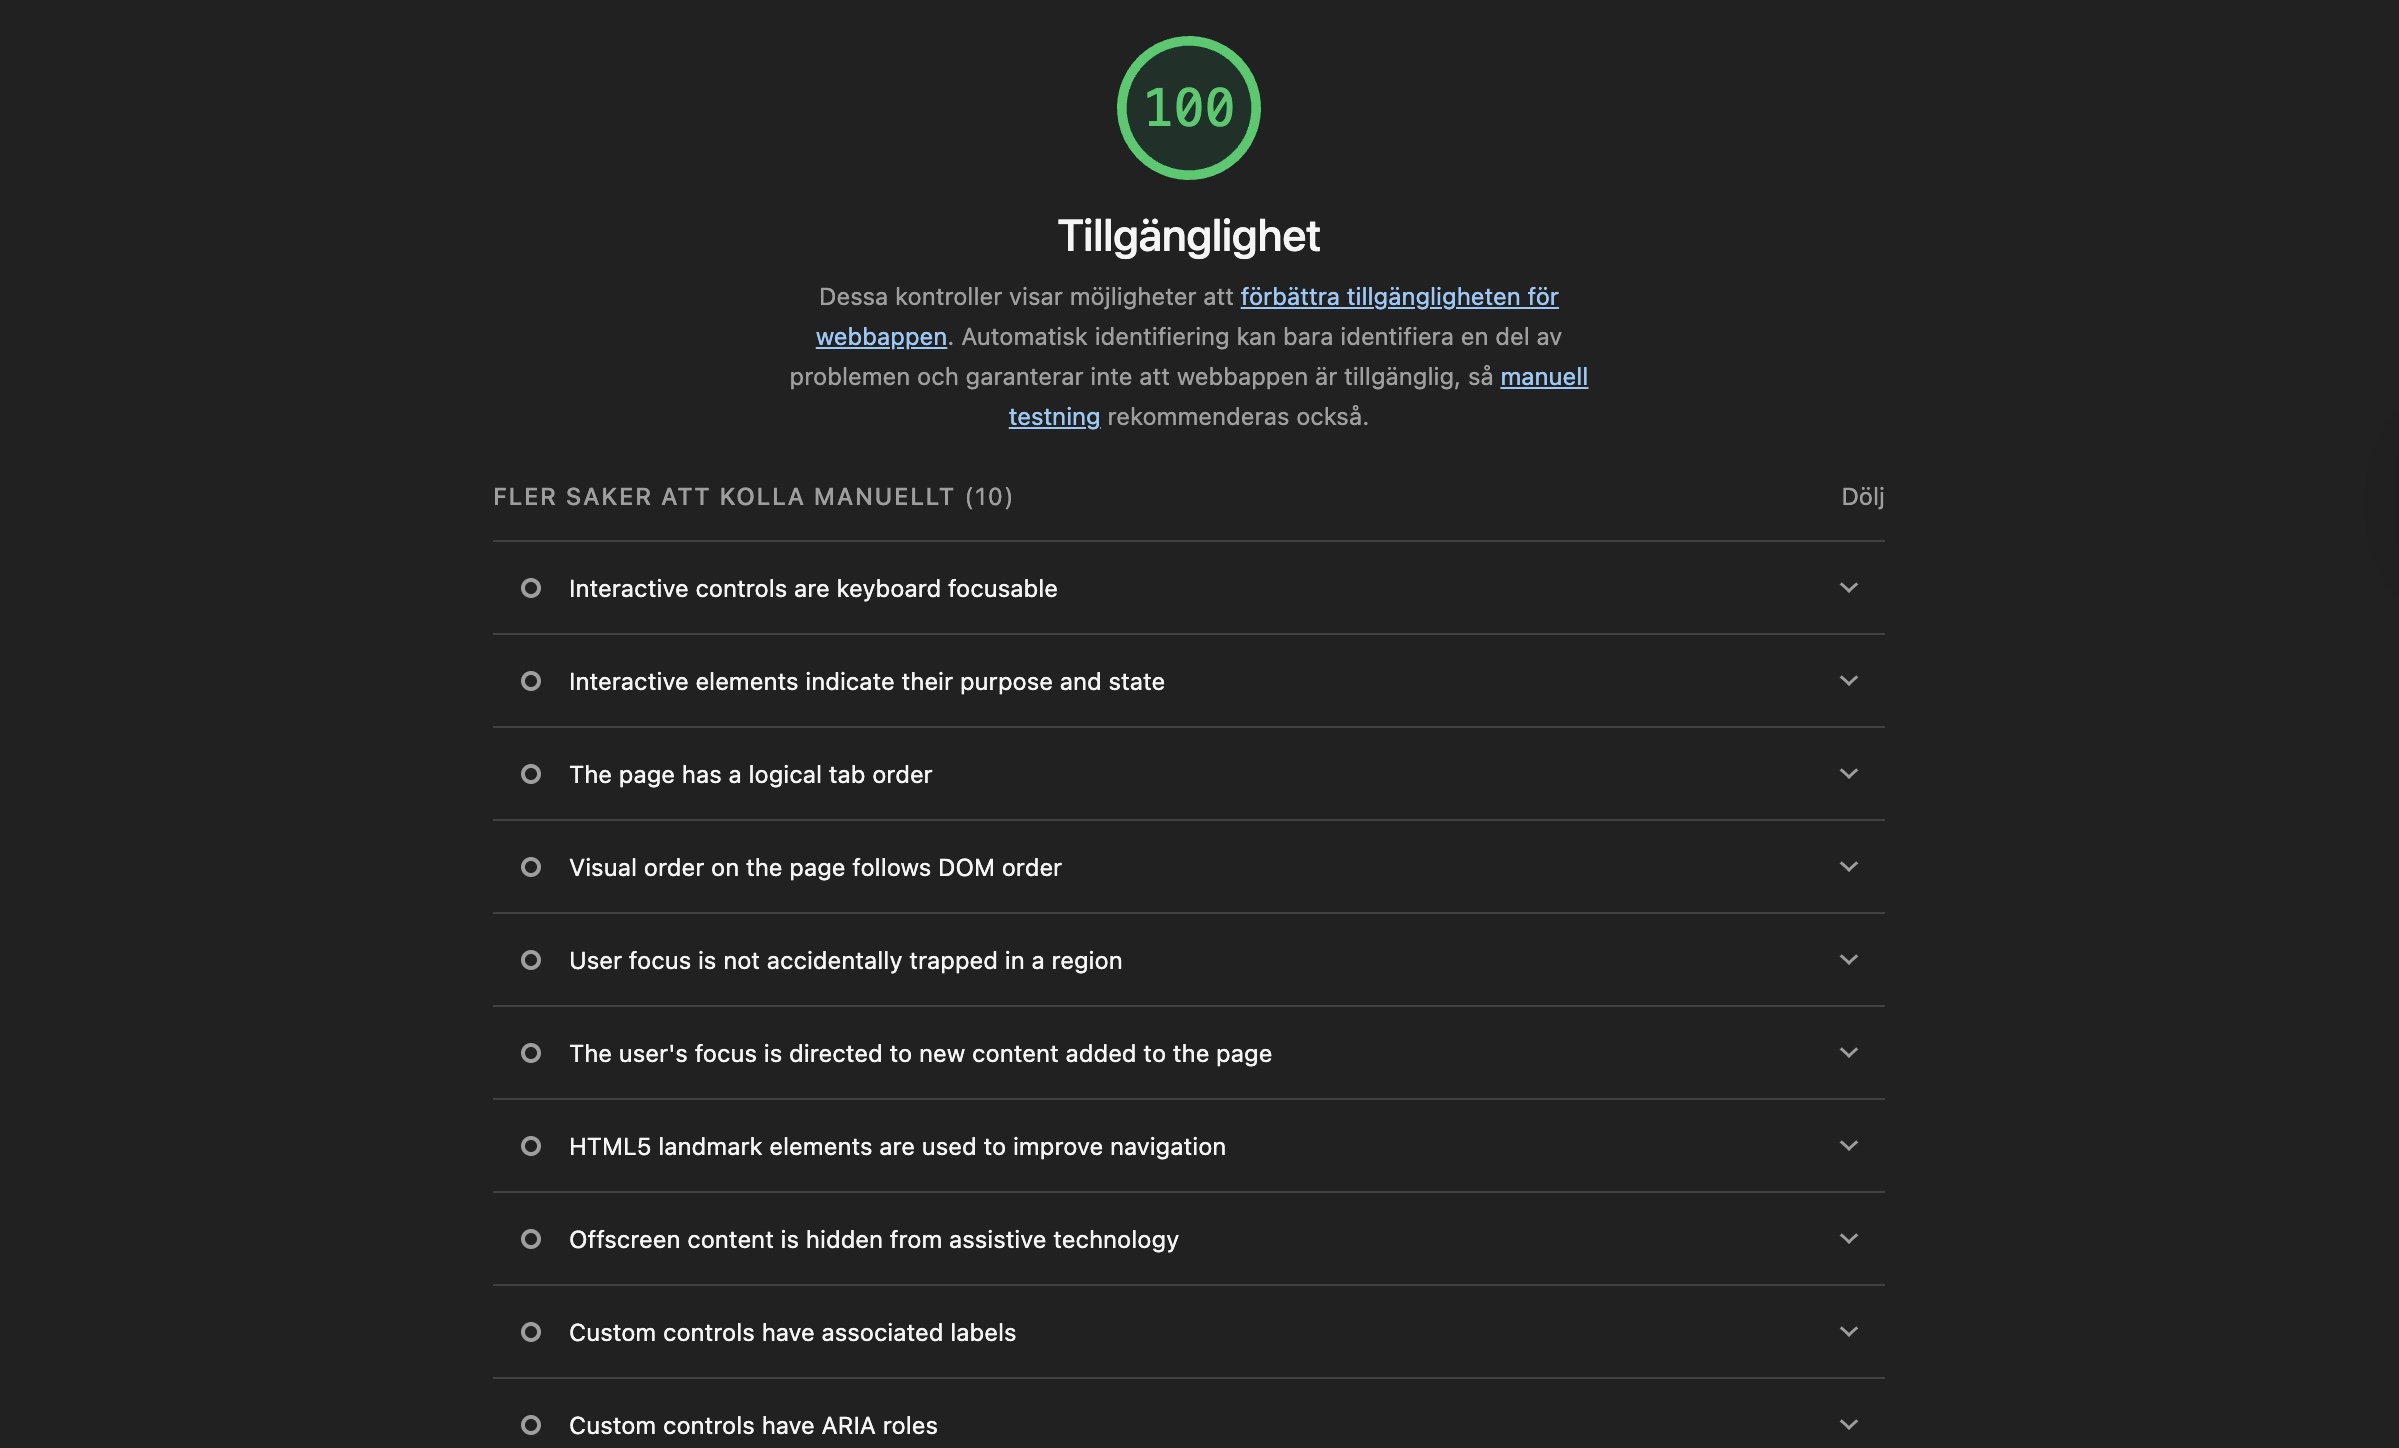 100
Tillgänglighet
Dessa kontroller visar möjligheter att förbättra tillgängligheten för
webbappen. Automatisk identifiering kan bara identifiera en del av
problemen och garanterar inte att webbappen är tillgänglig, så manuell
testning rekommenderas också.
FLER SAKER ATT KOLLA MANUELLT (10) Dölj
Interactive controls are keyboard focusable
Interactive elements indicate their purpose and state
The page has a logical tab order
Visual order on the page follows DOM order
User focus is not accidentally trapped in a region
The user's focus is directed to new content added to the page
HTML5 landmark elements are used to improve navigation
Offscreen content is hidden from assistive technology
Custom controls have associated labels
Custom controls have ARIA roles